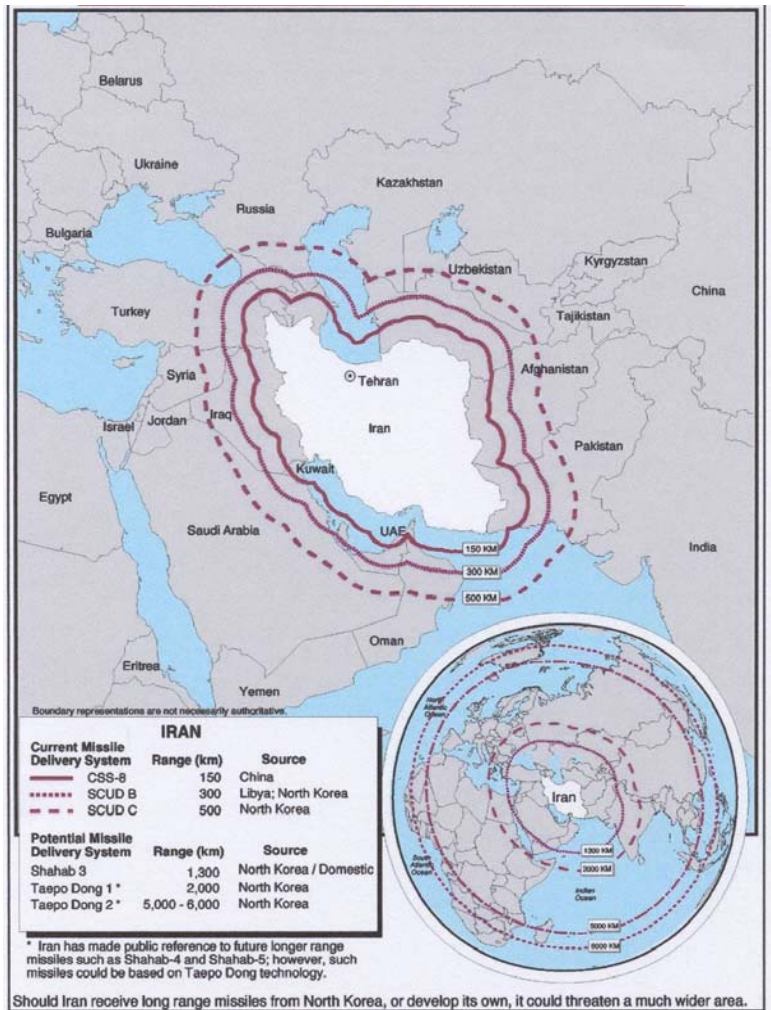 Belarus
Ukraine
Kazakhstan
Russia
Bulgaria
Uzbekistan
Kyrgyzstan
China
Turkey
Tajikistan
Syria
Tehran
Afghanistan
Israel
Jordan
Iraq
Iran
Pakistan
Kuwait
Egypt
Saudi Arabia
UAE
150 KM
India
300 KM
500 KM
Oman
Eritrea
Yemen
Boundary representations are not necessarily authoritative.
IRAN
Current Missile
Delivery System Range (km) Source
CSS-8 150 China
SCUD B 300 Libya; North Korea
SCUD C 500 North Korea
Potential Missile
Delivery System Range (km) Source
Shahab 3 1,300 North Korea / Domestic
Taepo Dong 1 * 2,000 North Korea
Taepo Dong 2 * 5,000 - 6,000 North Korea
* Iran has made public reference to future longer range
missiles such as Shahab-4 and Shahab-5; however, such
missiles could be based on Taepo Dong technology.
North
Atlantic
Ocean
Iran
1300 KM
2000 KM
South
Atlantic
Ocean
Indian
Ocean
5000 KM
6000 KM
Should Iran receive long range missiles from North Korea, or develop its own, it could threaten a much wider area.